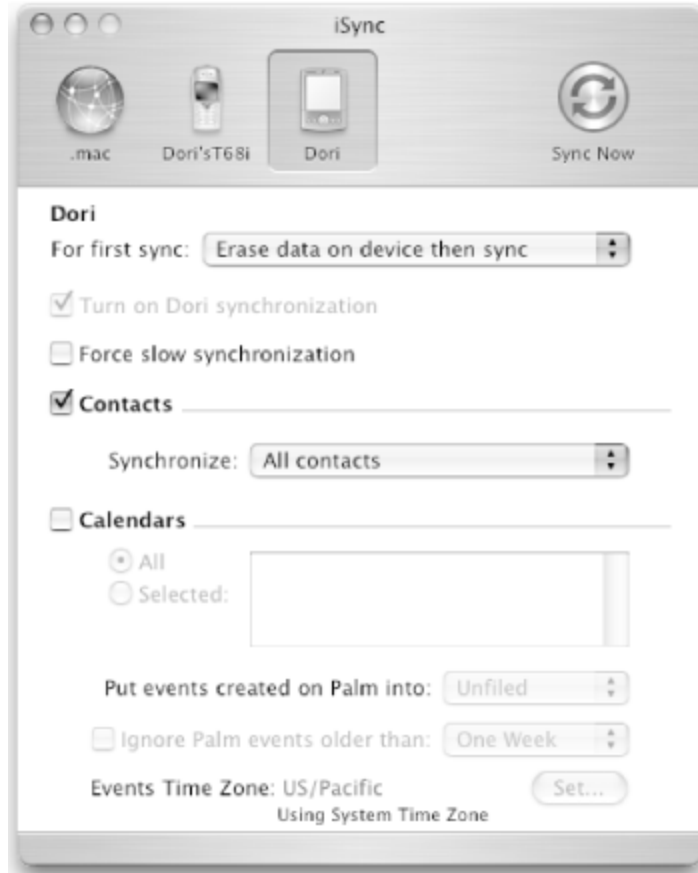 iSync
.mac
Dori'sT68i
Dori
Sync Now
Dori
For first sync: Erase data on device then sync
Turn on Dori synchronization
Force slow synchronization
Contacts
Synchronize: All contacts
Calendars
All
Selected:
Put events created on Palm into: Unfiled
Ignore Palm events older than: One Week
Events Time Zone: US/Pacific Set...
Using System Time Zone